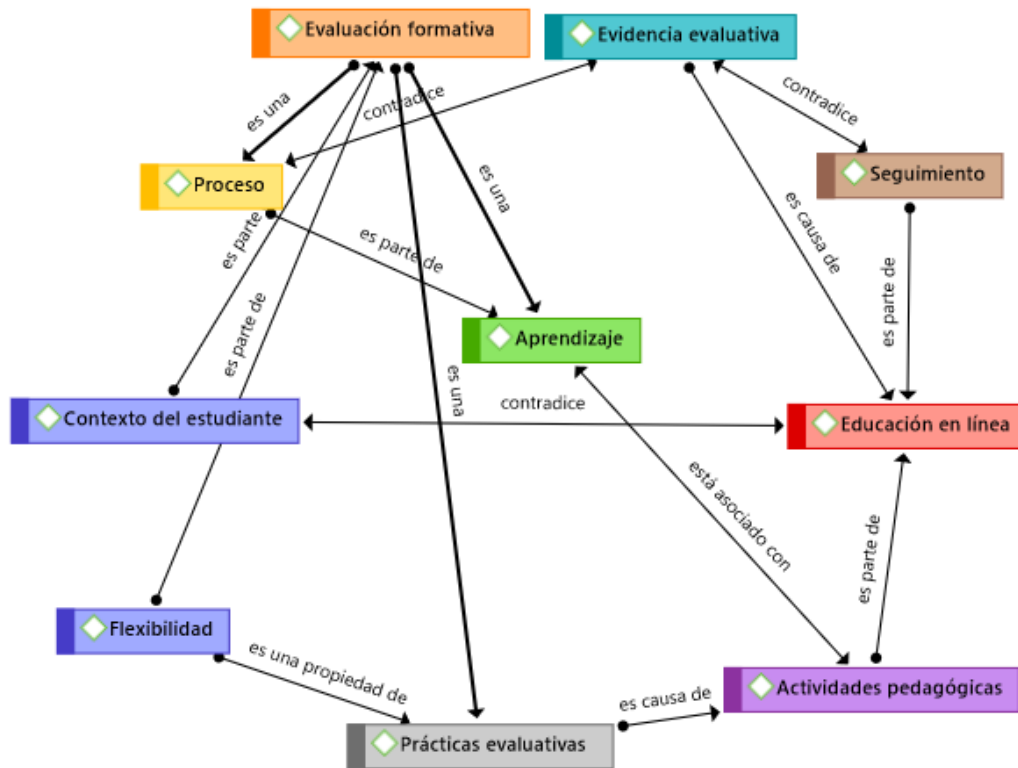 Evaluación formativa
Evidencia evaluativa
es una
contradice
contradice
Proceso
Seguimiento
es una
es causa de
es parte
es parte de
es parte de
es parte de
Aprendizaje
es una
contradice
Contexto del estudiante
Educación en línea
está asociado con
es parte de
Flexibilidad
es una propiedad de
Actividades pedagógicas
es causa de
Prácticas evaluativas